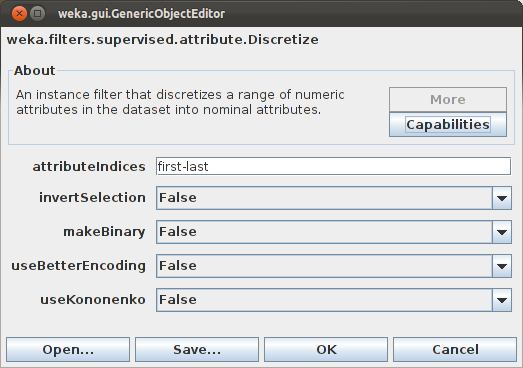 weka.gui.GenericObjectEditor
weka.filters.supervised.attribute.Discretize
About
An instance filter that discretizes a range of numeric
attributes in the dataset into nominal attributes.
More
Capabilities
attributeIndices first-last
invertSelection False
makeBinary False
useBetterEncoding False
useKononenko False
Open... Save... OK Cancel